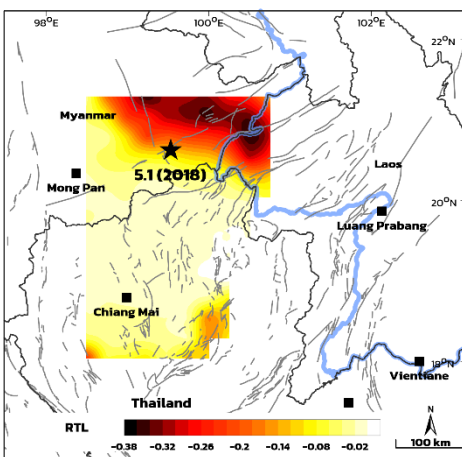 98°E 100°E 102°E
22°N
Myanmar
5.1 (2018)
Laos
Mong Pan
20°N
Luang Prabang
Chiang Mai
18°N
Vientiane
Thailand
N
RTL
100 km
-0.38 -0.32 -0.26 -0.2 -0.14 -0.08 -0.02